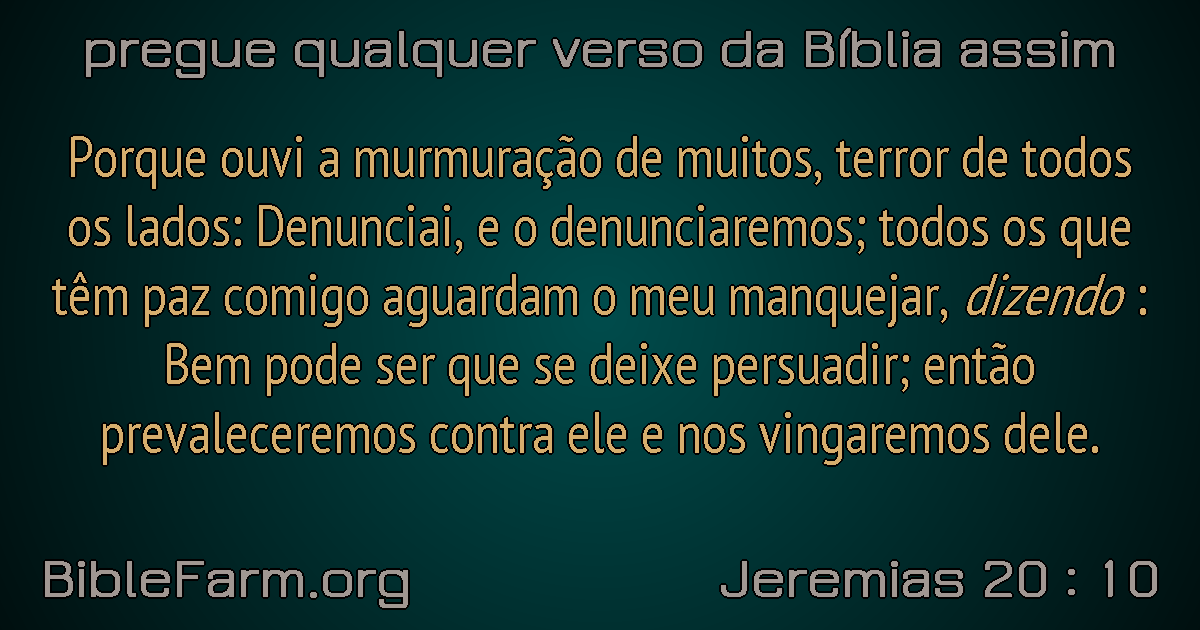 pregue qualquer verso da Bíblia assim
Porque ouvi a murmuração de muitos, terror de todos
os lados: Denunciai, e o denunciaremos; todos os que
têm paz comigo aguardam o meu manquejar, dizendo :
Bem pode ser que se deixe persuadir; então
prevaleceremos contra ele e nos vingaremos dele.
BibleFarm.org
Jeremias 20 : 10